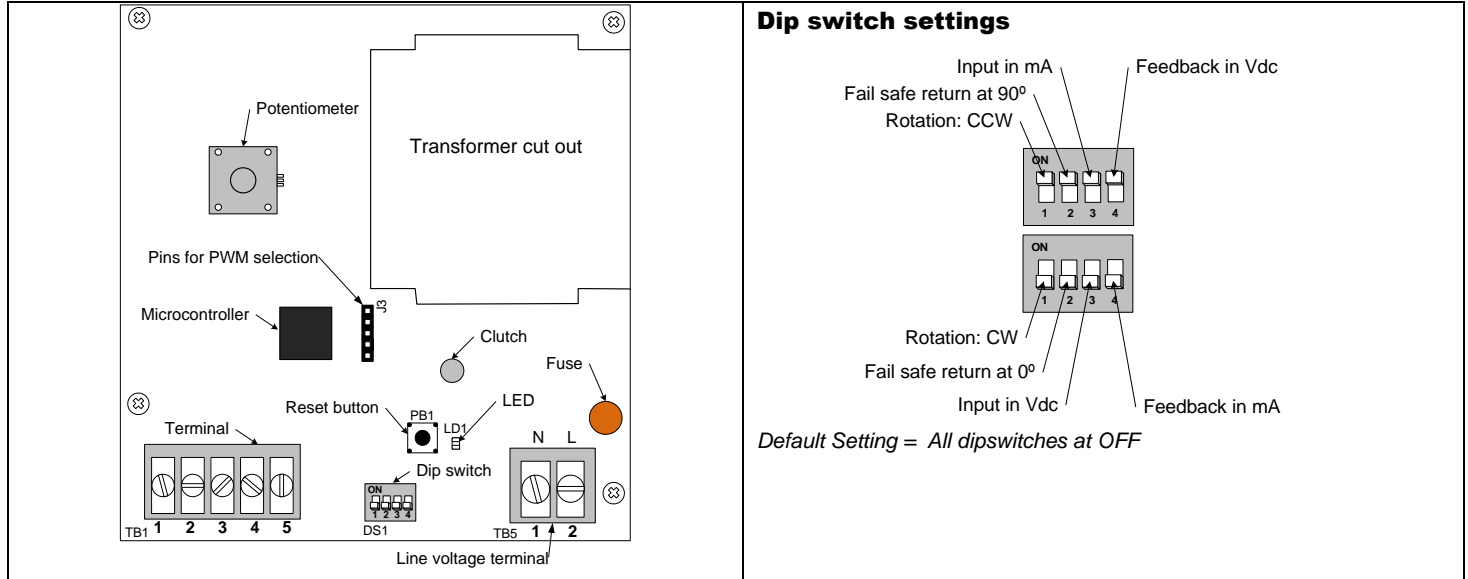 Potentiometer
Transformer cut out
Pins for PWM selection
J3
Microcontroller
Clutch
Fuse
Reset button
LED
PB1
LD1
Terminal
N L
Dip switch
ON
1 2 3 4
DS1
TB1 1 2 3 4 5
TB5 1 2
Line voltage terminal
Dip switch settings
Input in mA
Feedback in Vdc
Fail safe return at 90º
Rotation: CCW
ON
1 2 3 4
ON
1 2 3 4
Rotation: CW
Fail safe return at 0º
Input in Vdc
Feedback in mA
Default Setting = All dipswitches at OFF